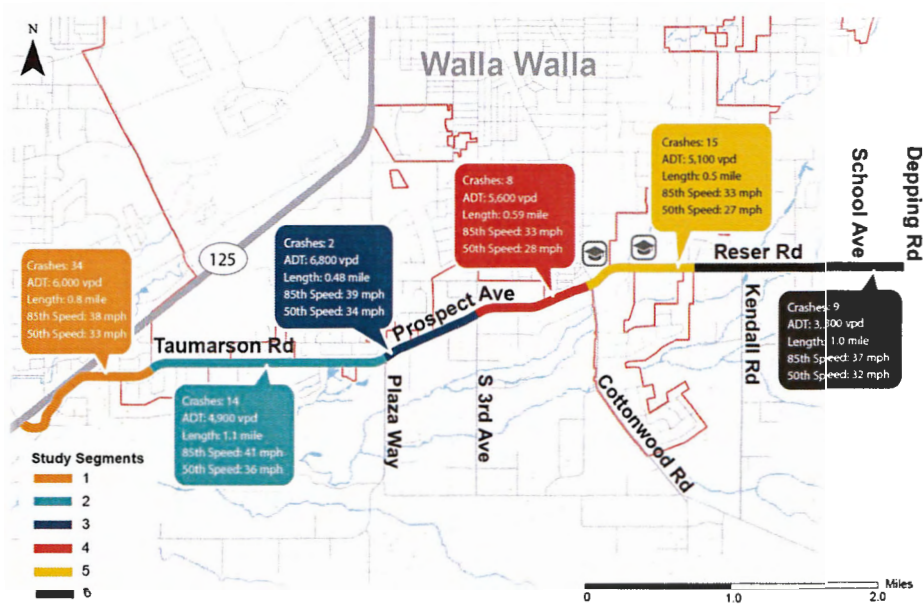 N
Walla Walla
Crashes: 15
ADT: 5,100 vpd
Length: 0.5 mile
85th Speed: 33 mph
50th Speed: 27 mph
Crashes: 8
ADT: 5,600 vpd
Length: 0.59 mile
85th Speed: 33 mph
50th Speed: 28 mph
School Ave
Depping Rd
Crashes: 2
ADT: 6,800 vpd
Length: 0.48 mile
85th Speed: 39 mph
50th Speed: 34 mph
125
Crashes: 34
ADT: 6,000 vpd
Length: 0.8 mile
85th Speed: 38 mph
50th Speed: 33 mph
Reser Rd
Prospect Ave
Taumarson Rd
Kendall Rd
Crashes: 9
ADT: 3,300 vpd
Length: 1.0 mile
85th Speed: 37 mph
50th Speed: 32 mph
Crashes: 14
ADT: 4,900 vpd
Length: 1.1 mile
85th Speed: 41 mph
50th Speed: 36 mph
Plaza Way
S 3rd Ave
Cottonwood Rd
Study Segments
1
2
3
4
5
6
Miles
0 1.0 2.0